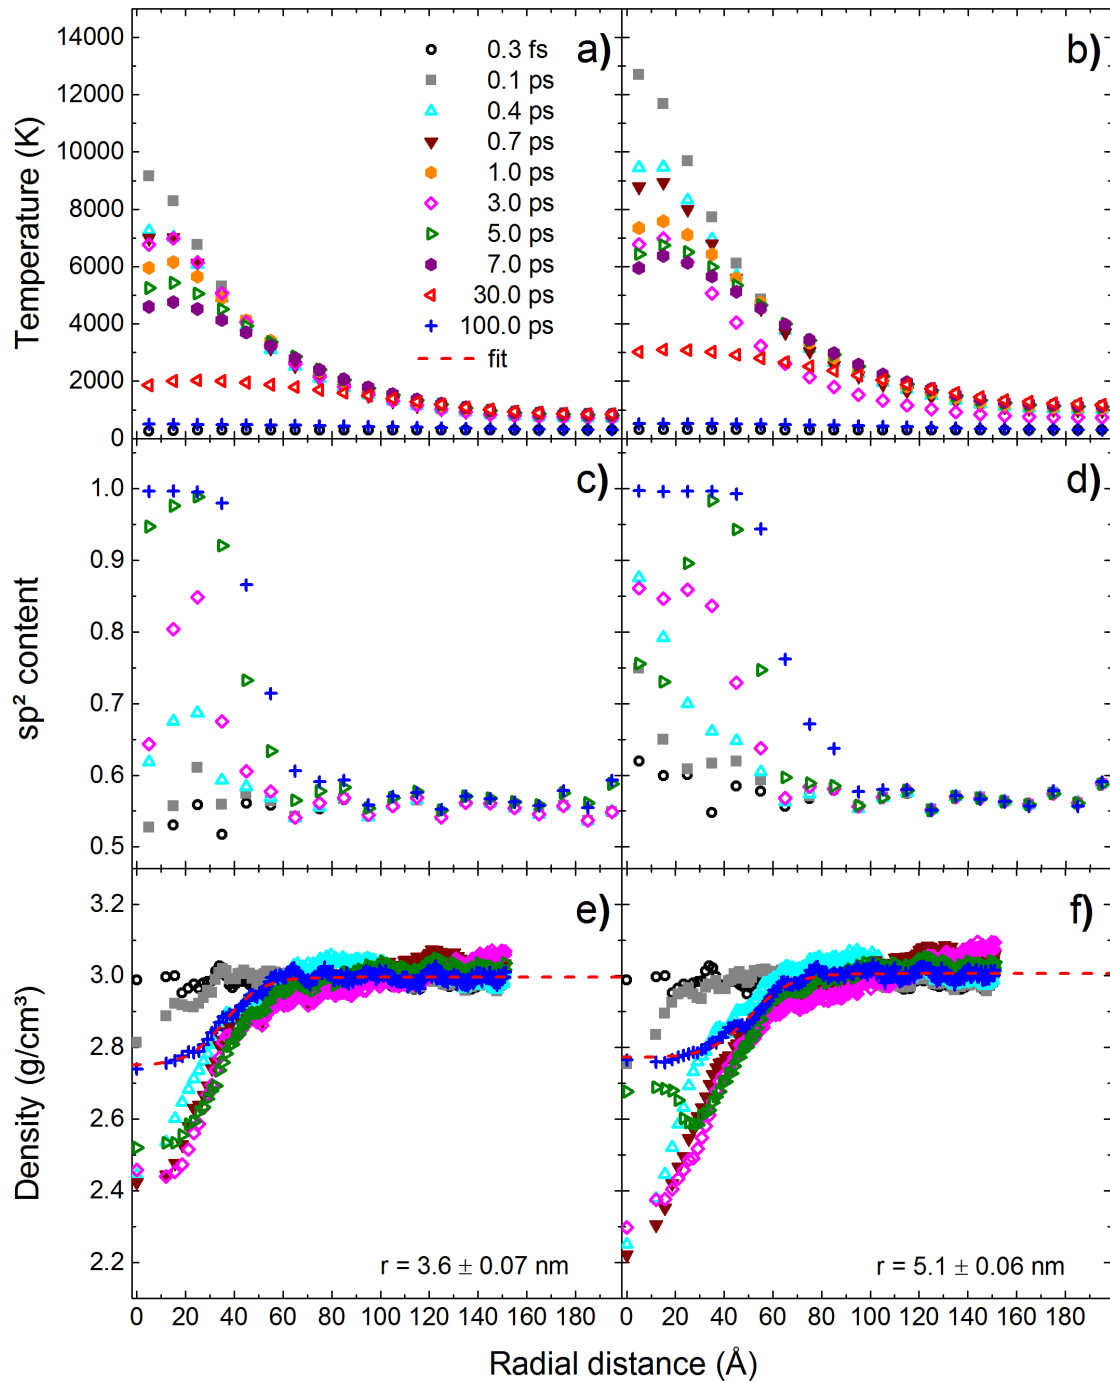 14000
12000
10000
8000
6000
4000
2000
0
Temperature (K)
a)
0.3 fs
0.1 ps
0.4 ps
0.7 ps
1.0 ps
3.0 ps
5.0 ps
7.0 ps
30.0 ps
100.0 ps
fit
b)
1.0
0.9
0.8
0.7
0.6
0.5
sp² content
c)
d)
3.2
3.0
2.8
2.6
2.4
2.2
Density (g/cm³)
e)
r = 3.6 ± 0.07 nm
f)
r = 5.1 ± 0.06 nm
0 20 40 60 80 100 120 140 160 180
0 20 40 60 80 100 120 140 160 180
Radial distance (Å)